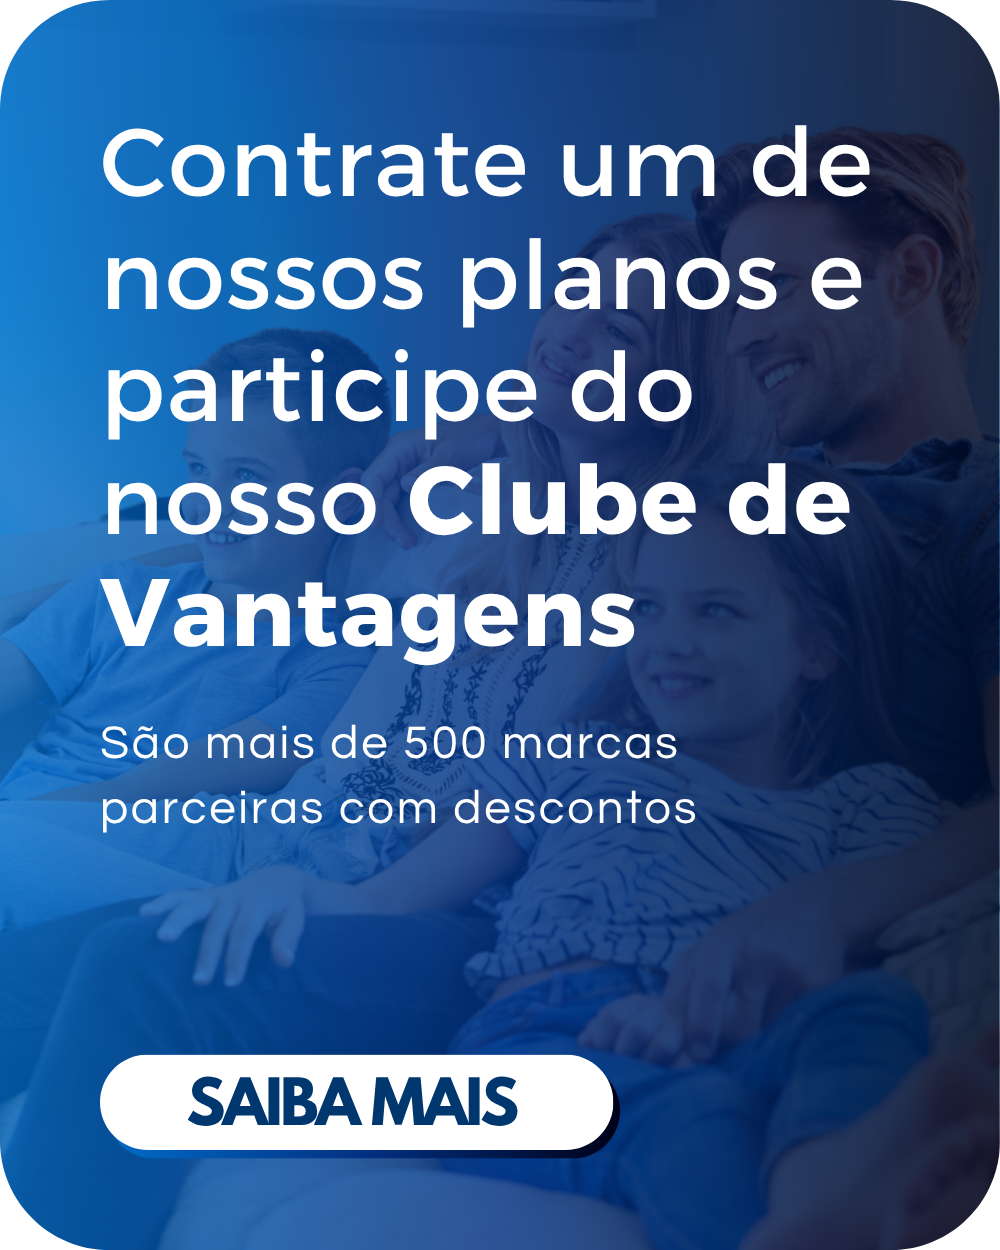 Contrate um de
nossos planos e
participe do
nosso Clube de
Vantagens
São mais de 500 marcas
parceiras com descontos
SAIBA MAIS